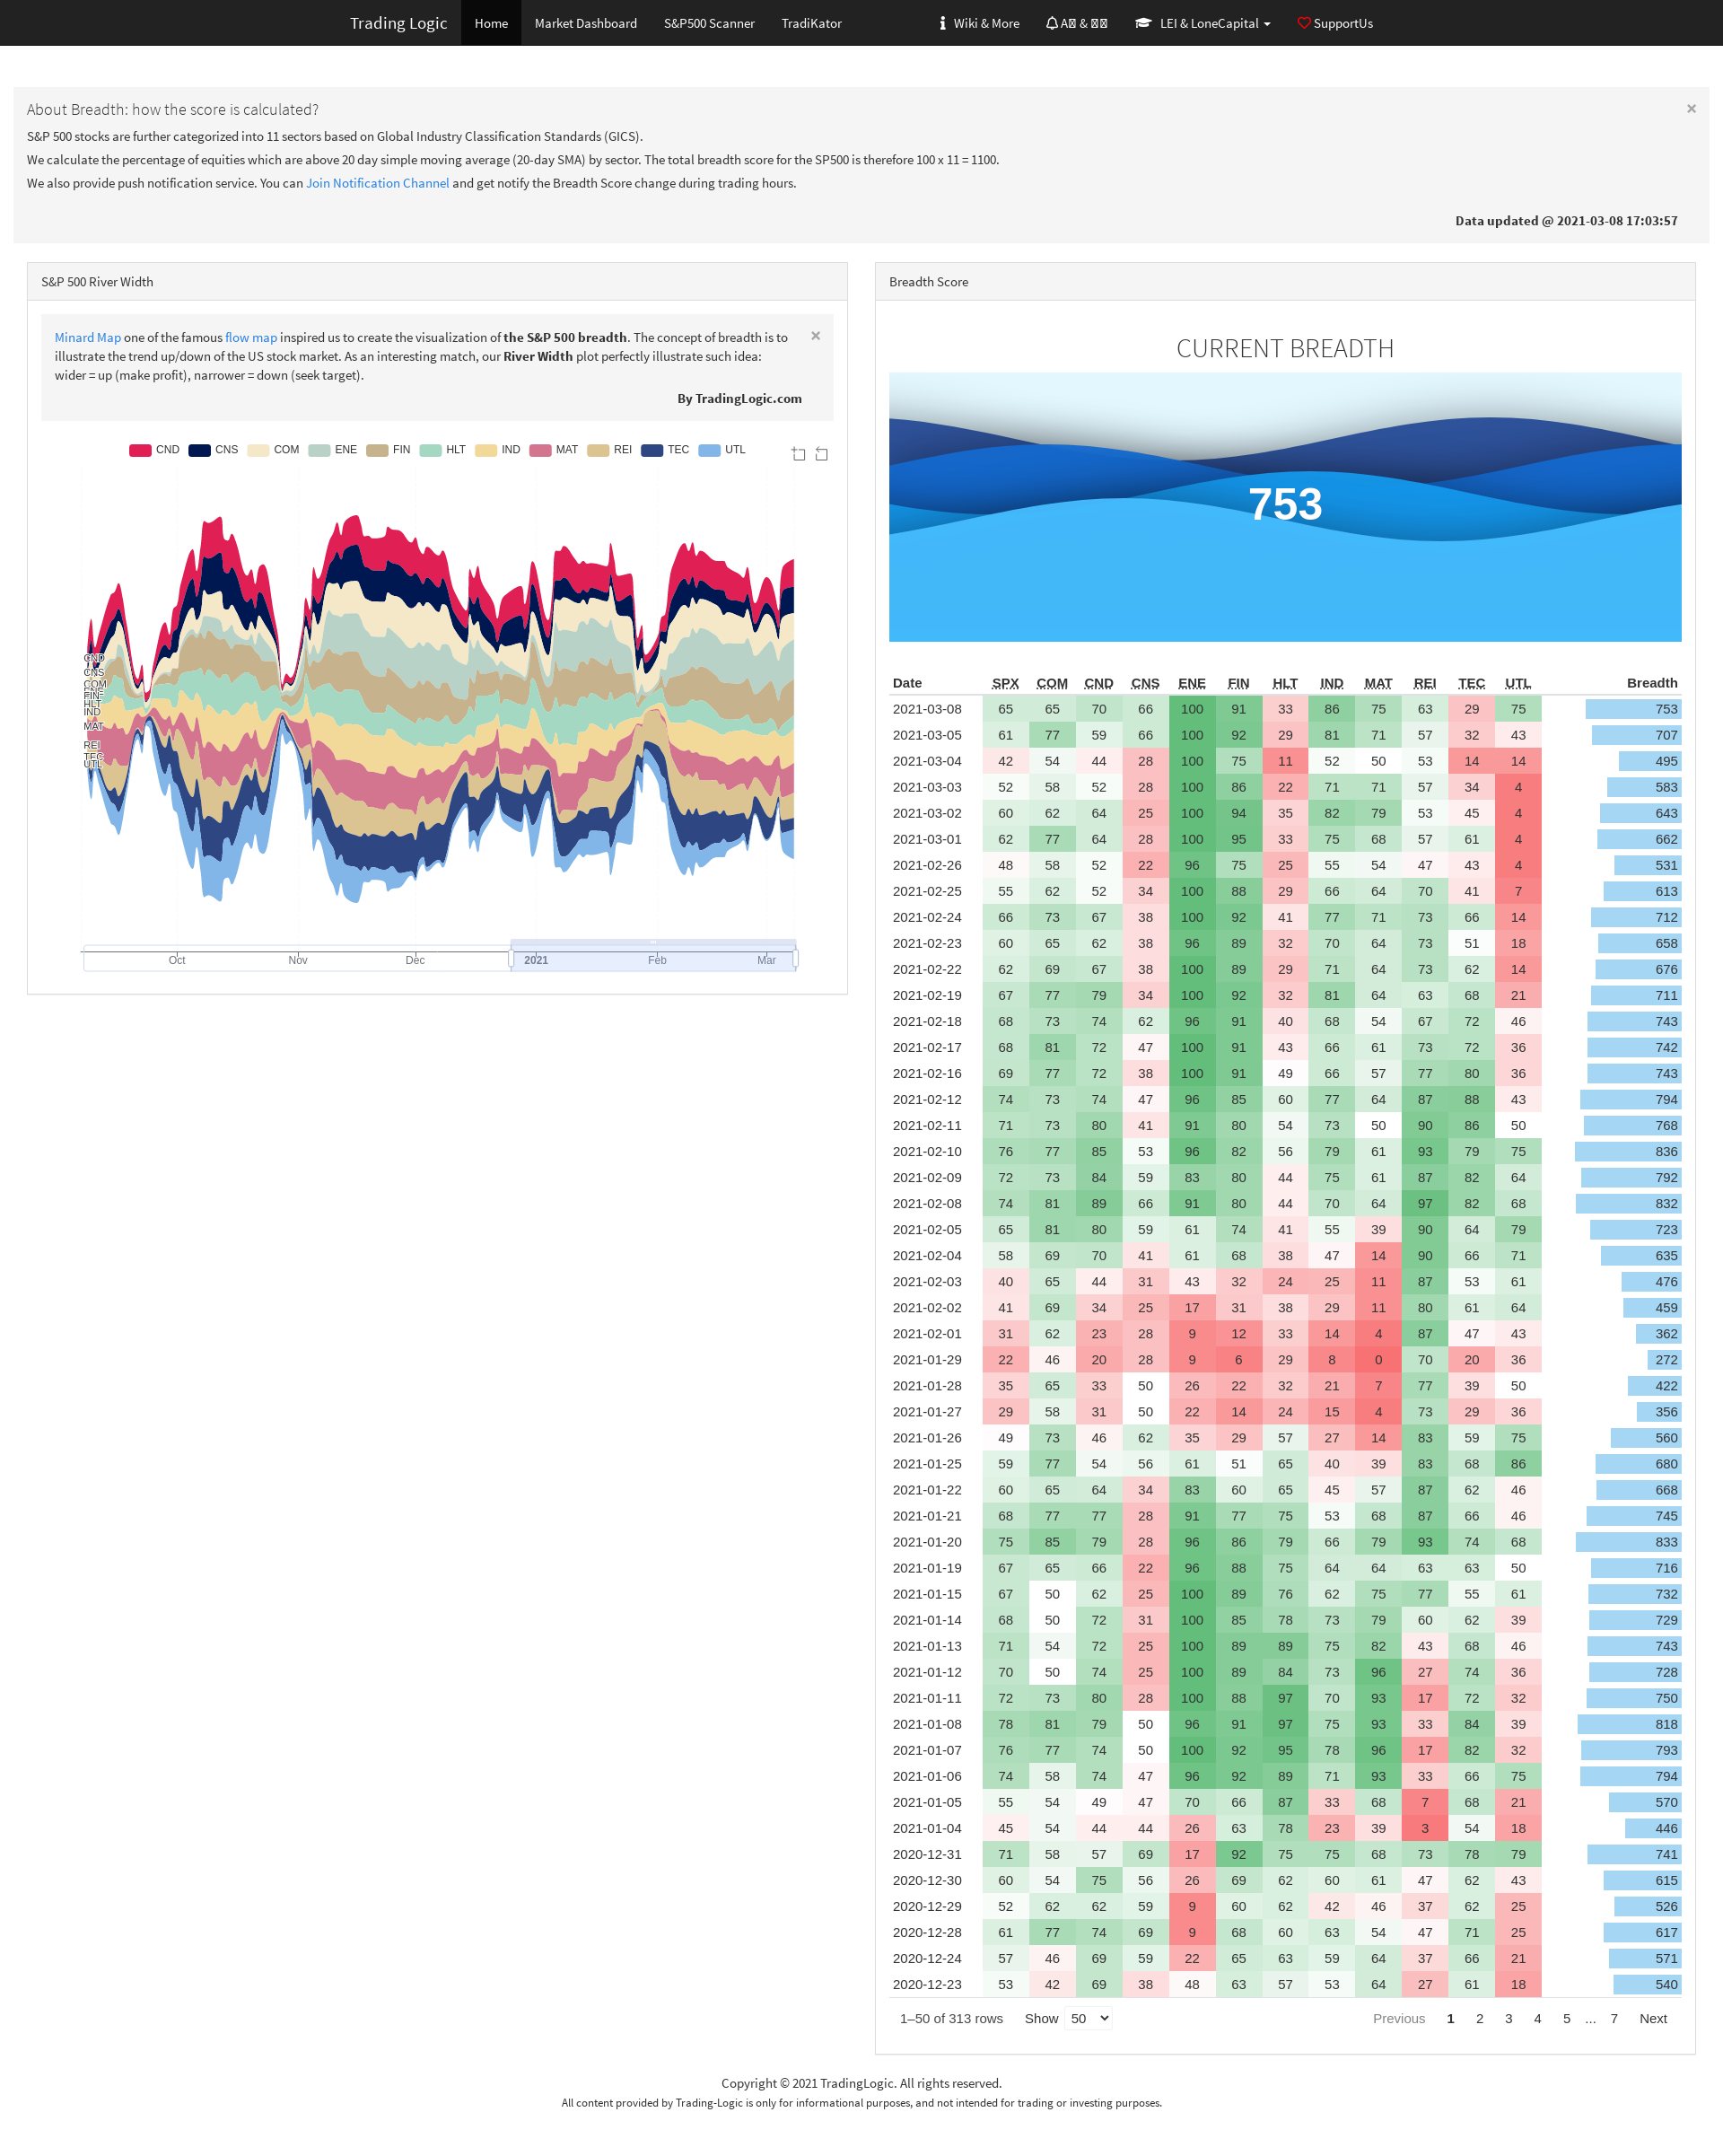 Trading Logic Home Market Dashboard S&P500 Scanner TradiKator Wiki & More A & LEI & LoneCapital SupportUs
About Breadth: how the score is calculated? ×
S&P 500 stocks are further categorized into 11 sectors based on Global Industry Classification Standards (GICS).
We calculate the percentage of equities which are above 20 day simple moving average (20-day SMA) by sector. The total breadth score for the SP500 is therefore 100 x 11 = 1100.
We also provide push notification service. You can Join Notification Channel and get notify the Breadth Score change during trading hours.
Data updated @ 2021-03-08 17:03:57
S&P 500 River Width
Minard Map one of the famous flow map inspired us to create the visualization of the S&P 500 breadth. The concept of breadth is to ×
illustrate the trend up/down of the US stock market. As an interesting match, our River Width plot perfectly illustrate such idea:
wider = up (make profit), narrower = down (seek target).
By TradingLogic.com
CND CNS COM ENE FIN HLT IND MAT REI TEC UTL
CND
CNS
COM
ENE
FIN
HLT
IND
MAT
REI
TEC
UTL
Oct Nov Dec 2021 Feb Mar
Breadth Score
CURRENT BREADTH
753
Date SPX COM CND CNS ENE FIN HLT IND MAT REI TEC UTL Breadth
2021-03-08 65 65 70 66 100 91 33 86 75 63 29 75 753
2021-03-05 61 77 59 66 100 92 29 81 71 57 32 43 707
2021-03-04 42 54 44 28 100 75 11 52 50 53 14 14 495
2021-03-03 52 58 52 28 100 86 22 71 71 57 34 4 583
2021-03-02 60 62 64 25 100 94 35 82 79 53 45 4 643
2021-03-01 62 77 64 28 100 95 33 75 68 57 61 4 662
2021-02-26 48 58 52 22 96 75 25 55 54 47 43 4 531
2021-02-25 55 62 52 34 100 88 29 66 64 70 41 7 613
2021-02-24 66 73 67 38 100 92 41 77 71 73 66 14 712
2021-02-23 60 65 62 38 96 89 32 70 64 73 51 18 658
2021-02-22 62 69 67 38 100 89 29 71 64 73 62 14 676
2021-02-19 67 77 79 34 100 92 32 81 64 63 68 21 711
2021-02-18 68 73 74 62 96 91 40 68 54 67 72 46 743
2021-02-17 68 81 72 47 100 91 43 66 61 73 72 36 742
2021-02-16 69 77 72 38 100 91 49 66 57 77 80 36 743
2021-02-12 74 73 74 47 96 85 60 77 64 87 88 43 794
2021-02-11 71 73 80 41 91 80 54 73 50 90 86 50 768
2021-02-10 76 77 85 53 96 82 56 79 61 93 79 75 836
2021-02-09 72 73 84 59 83 80 44 75 61 87 82 64 792
2021-02-08 74 81 89 66 91 80 44 70 64 97 82 68 832
2021-02-05 65 81 80 59 61 74 41 55 39 90 64 79 723
2021-02-04 58 69 70 41 61 68 38 47 14 90 66 71 635
2021-02-03 40 65 44 31 43 32 24 25 11 87 53 61 476
2021-02-02 41 69 34 25 17 31 38 29 11 80 61 64 459
2021-02-01 31 62 23 28 9 12 33 14 4 87 47 43 362
2021-01-29 22 46 20 28 9 6 29 8 0 70 20 36 272
2021-01-28 35 65 33 50 26 22 32 21 7 77 39 50 422
2021-01-27 29 58 31 50 22 14 24 15 4 73 29 36 356
2021-01-26 49 73 46 62 35 29 57 27 14 83 59 75 560
2021-01-25 59 77 54 56 61 51 65 40 39 83 68 86 680
2021-01-22 60 65 64 34 83 60 65 45 57 87 62 46 668
2021-01-21 68 77 77 28 91 77 75 53 68 87 66 46 745
2021-01-20 75 85 79 28 96 86 79 66 79 93 74 68 833
2021-01-19 67 65 66 22 96 88 75 64 64 63 63 50 716
2021-01-15 67 50 62 25 100 89 76 62 75 77 55 61 732
2021-01-14 68 50 72 31 100 85 78 73 79 60 62 39 729
2021-01-13 71 54 72 25 100 89 89 75 82 43 68 46 743
2021-01-12 70 50 74 25 100 89 84 73 96 27 74 36 728
2021-01-11 72 73 80 28 100 88 97 70 93 17 72 32 750
2021-01-08 78 81 79 50 96 91 97 75 93 33 84 39 818
2021-01-07 76 77 74 50 100 92 95 78 96 17 82 32 793
2021-01-06 74 58 74 47 96 92 89 71 93 33 66 75 794
2021-01-05 55 54 49 47 70 66 87 33 68 7 68 21 570
2021-01-04 45 54 44 44 26 63 78 23 39 3 54 18 446
2020-12-31 71 58 57 69 17 92 75 75 68 73 78 79 741
2020-12-30 60 54 75 56 26 69 62 60 61 47 62 43 615
2020-12-29 52 62 62 59 9 60 62 42 46 37 62 25 526
2020-12-28 61 77 74 69 9 68 60 63 54 47 71 25 617
2020-12-24 57 46 69 59 22 65 63 59 64 37 66 21 571
2020-12-23 53 42 69 38 48 63 57 53 64 27 61 18 540
1–50 of 313 rows Show 50 Previous 1 2 3 4 5 ... 7 Next
Copyright © 2021 TradingLogic. All rights reserved.
All content provided by Trading-Logic is only for informational purposes, and not intended for trading or investing purposes.